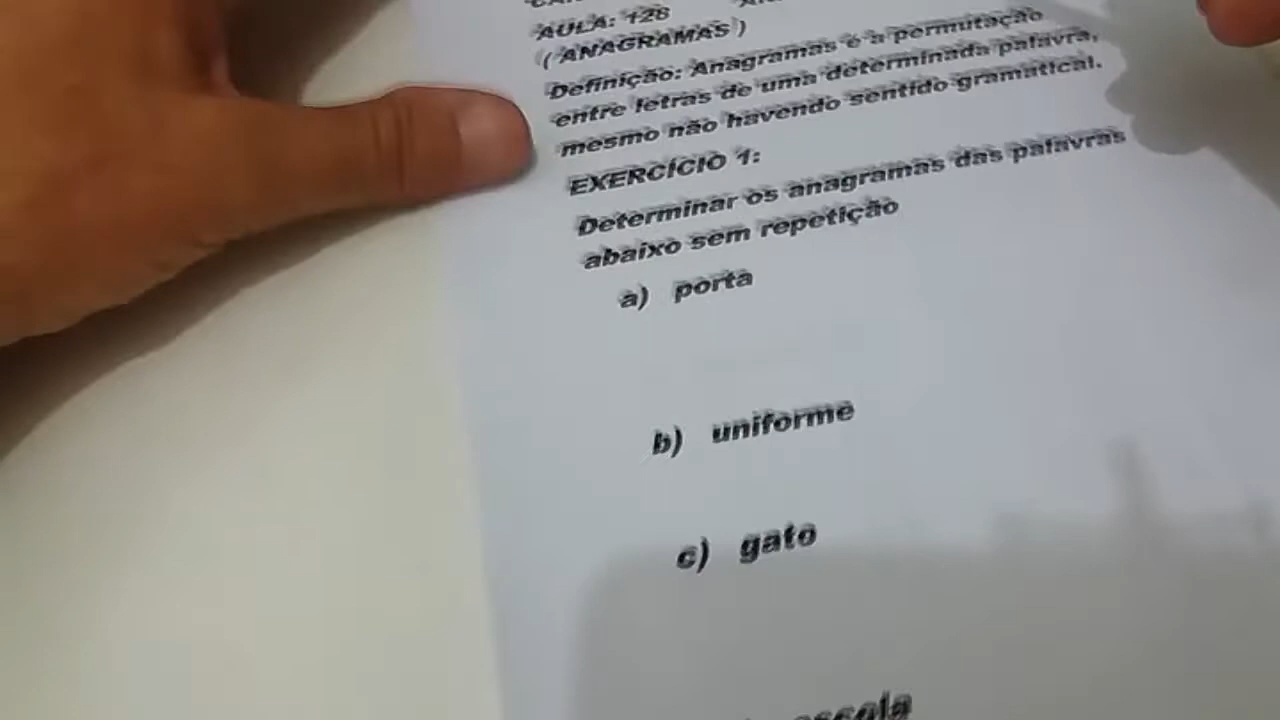 AULA: 128
( ANAGRAMAS )
Definição: Anagramas é a permutação
entre letras de uma determinada palavra,
mesmo não havendo sentido gramatical.
EXERCÍCIO 1:
Determinar os anagramas das palavras
abaixo sem repetição
a) porta
b) uniforme
c) gato
escola